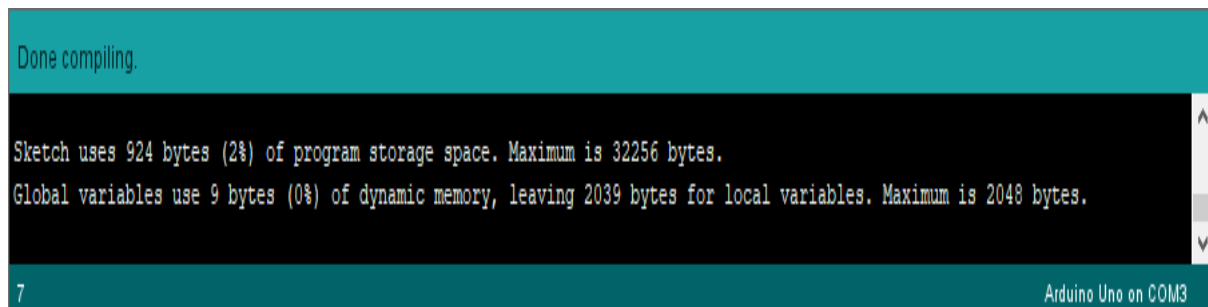 Done compiling.
Sketch uses 924 bytes (2%) of program storage space. Maximum is 32256 bytes.
Global variables use 9 bytes (0%) of dynamic memory, leaving 2039 bytes for local variables. Maximum is 2048 bytes.
7
Arduino Uno on COM3